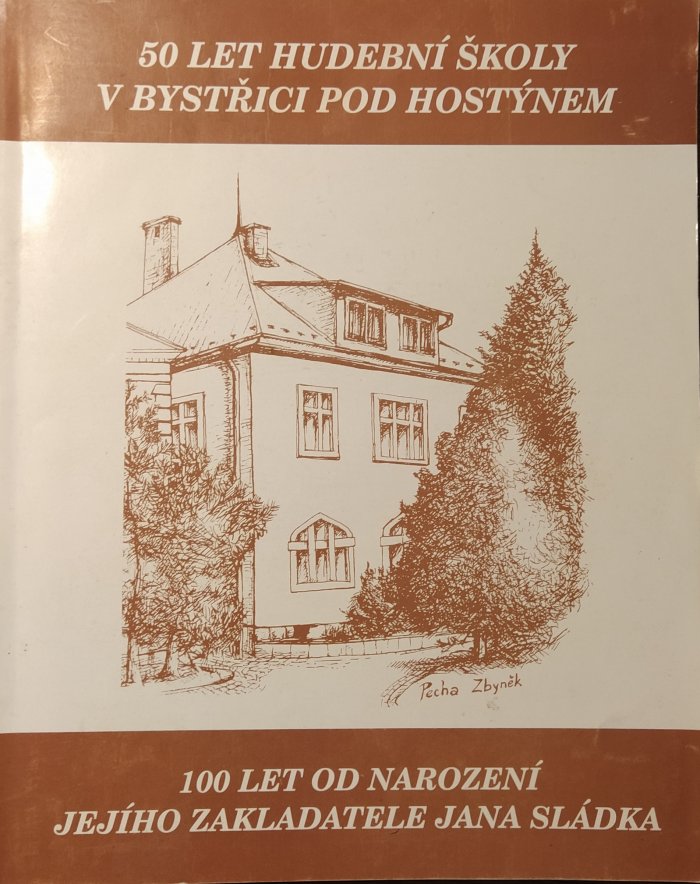 50 LET HUDEBNÍ ŠKOLY
V BYSTŘICI POD HOSTÝNEM
Pecha Zbyněk
100 LET OD NAROZENÍ
JEJÍHO ZAKLADATELE JANA SLÁDKA